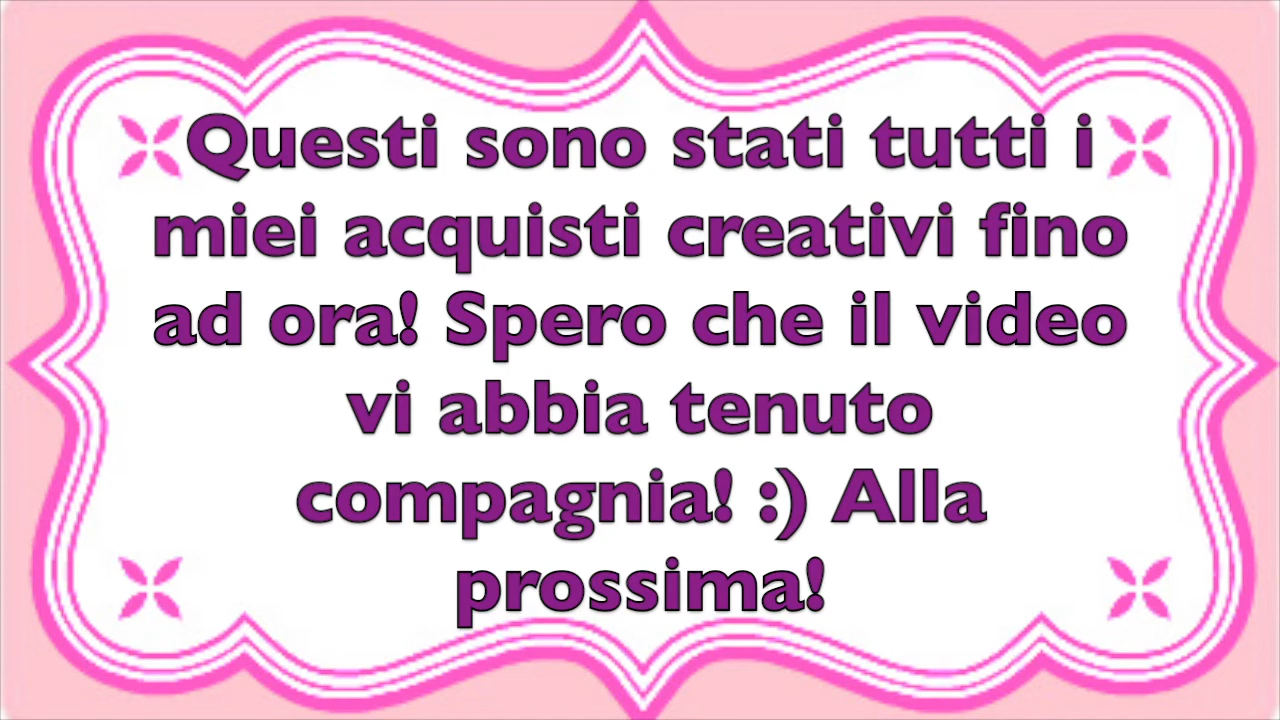 Questi sono stati tutti i
miei acquisti creativi fino
ad ora! Spero che il video
vi abbia tenuto
compagnia! :) Alla
prossima!